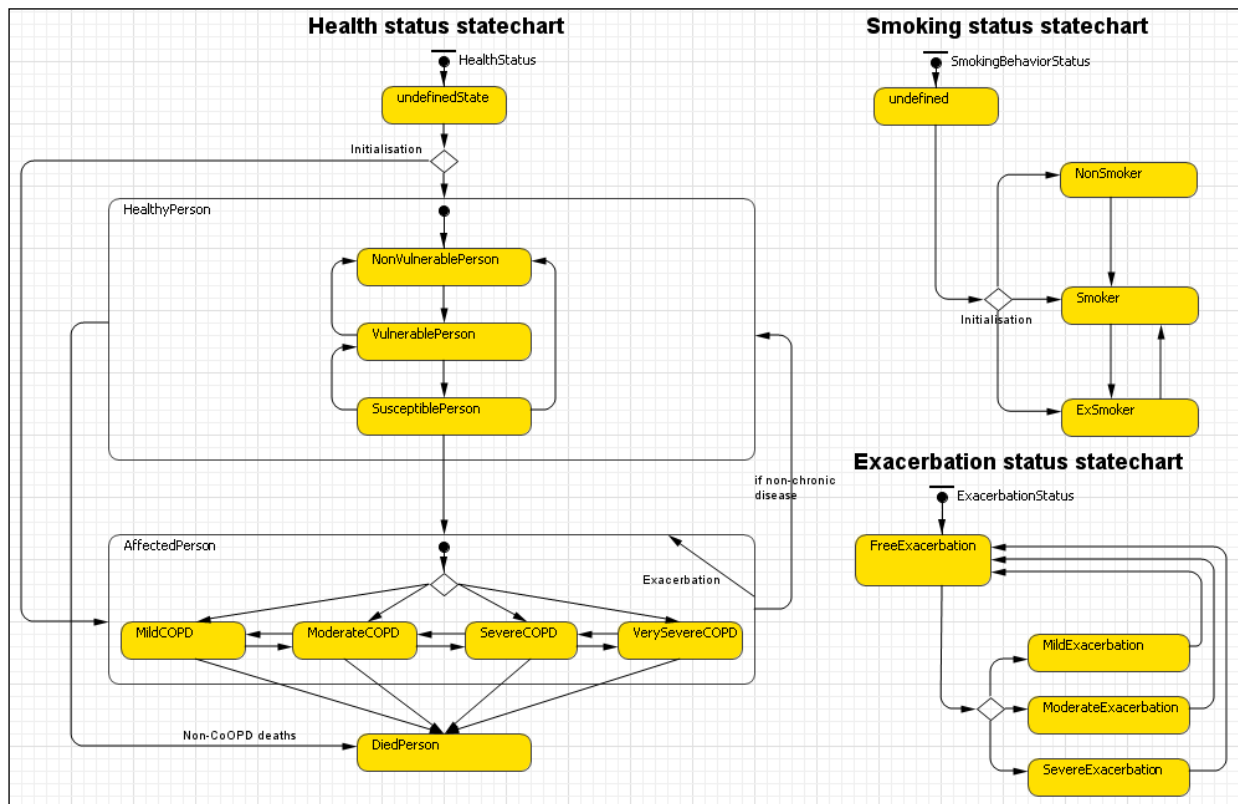 Health status statechart
HealthStatus
undefinedState
Initialisation
HealthyPerson
NonVulnerablePerson
VulnerablePerson
SusceptiblePerson
if non-chronic
disease
AffectedPerson
Exacerbation
MildCOPD
ModerateCOPD
SevereCOPD
VerySevereCOPD
Non-CoOPD deaths
DiedPerson
Smoking status statechart
SmokingBehaviorStatus
undefined
NonSmoker
Smoker
Initialisation
ExSmoker
Exacerbation status statechart
ExacerbationStatus
FreeExacerbation
MildExacerbation
ModerateExacerbation
SevereExacerbation